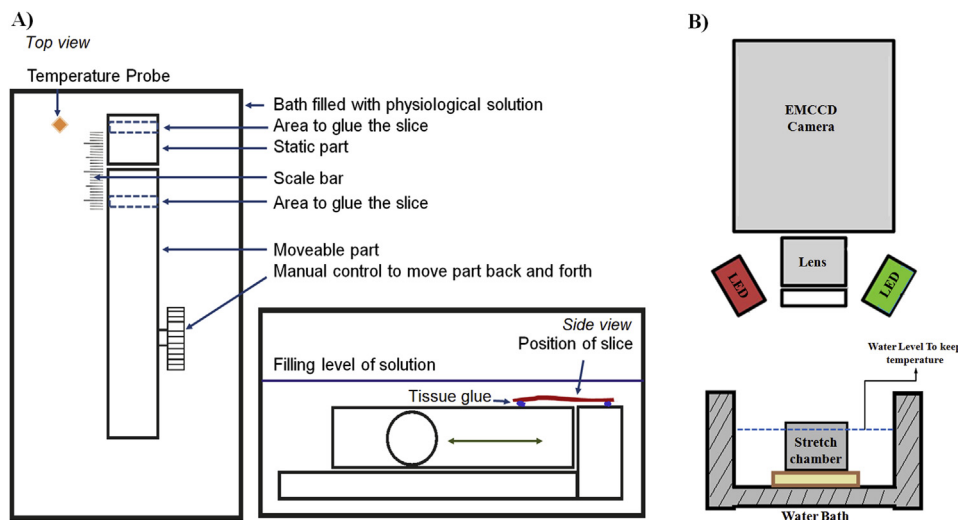 A)
Top view
Temperature Probe
Bath filled with physiological solution
Area to glue the slice
Static part
Scale bar
Area to glue the slice
Moveable part
Manual control to move part back and forth
Side view
Position of slice
Filling level of solution
Tissue glue
B)
EMCCD
Camera
Lens
LED
LED
Water Level To keep
temperature
Stretch
chamber
Water Bath